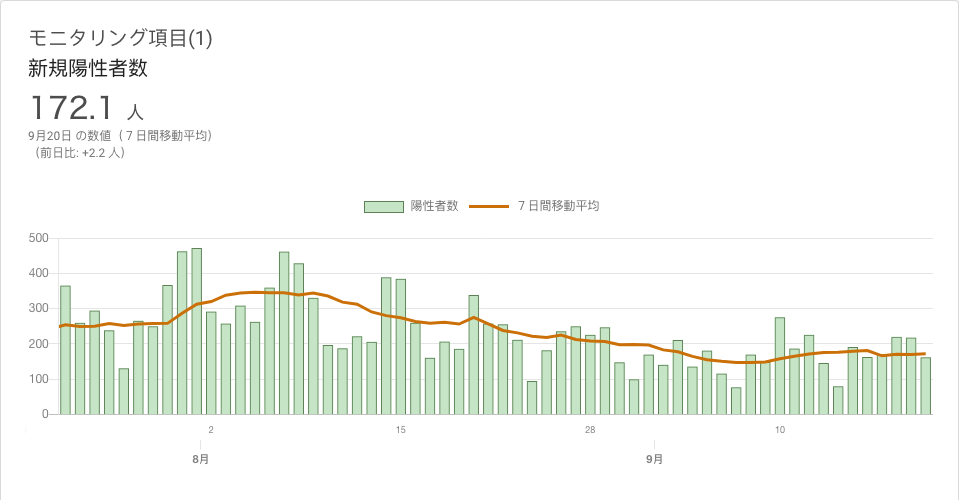 モニタリング項目(1)
新規陽性者数
172.1 人
9月20日 の数値（７日間移動平均）
（前日比: +2.2 人）
陽性者数 ７日間移動平均
500
400
300
200
100
0
2 15 28 10
8月 9月